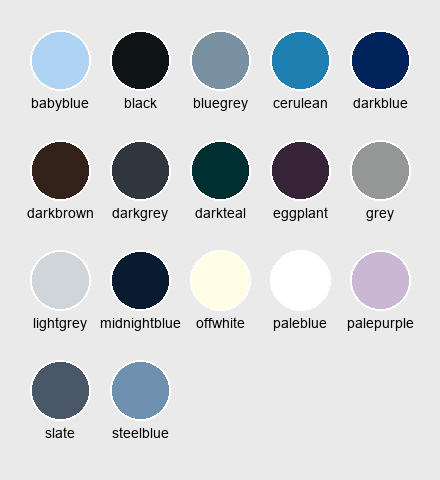 babyblue black bluegrey cerulean darkblue
darkbrown darkgrey darkteal eggplant grey
lightgrey midnightblue offwhite paleblue palepurple
slate steelblue